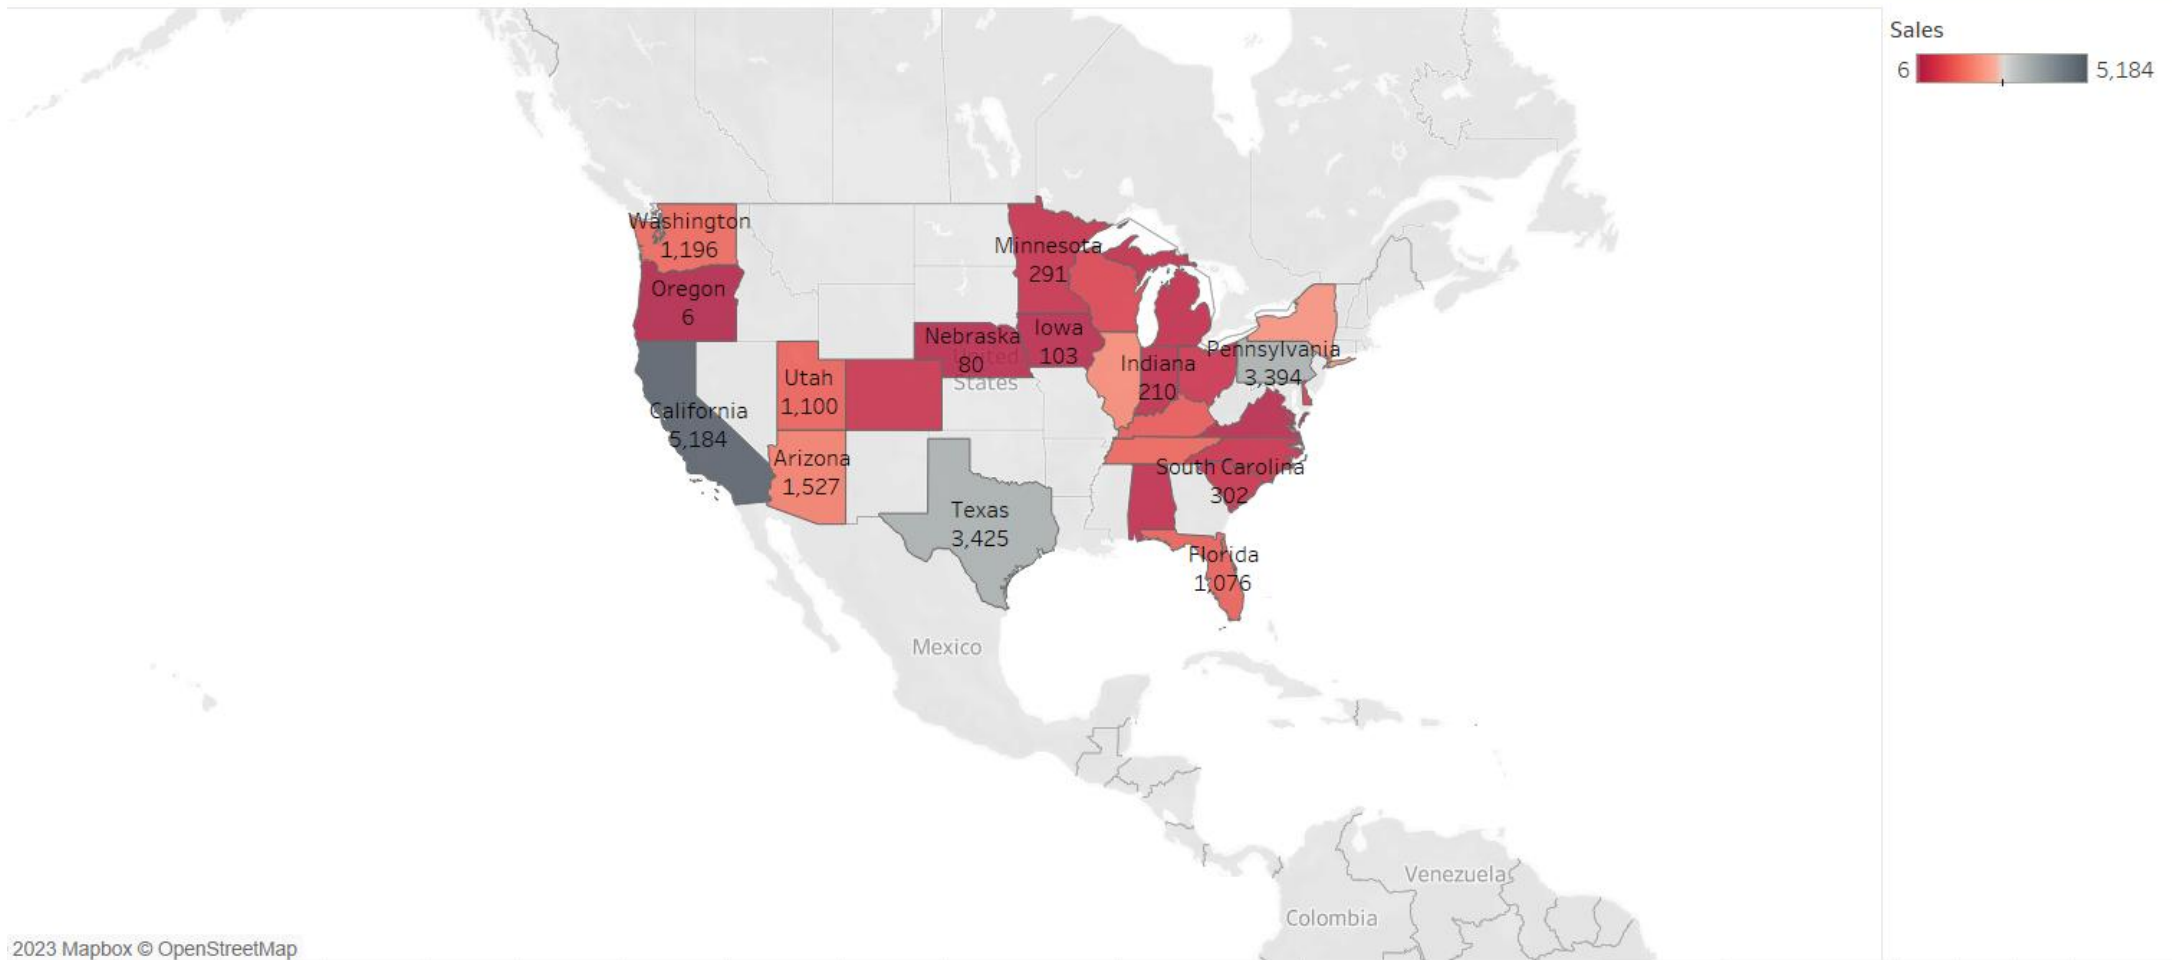 Sales
6
5,184
Washington
1,196
Oregon
6
California
5,184
Utah
1,100
Arizona
1,527
Nebraska
80
United
States
Minnesota
291
Iowa
103
Indiana
210
Pennsylvania
3,394
South Carolina
302
Texas
3,425
Florida
1,076
Mexico
Venezuela
Colombia
2023 Mapbox © OpenStreetMap